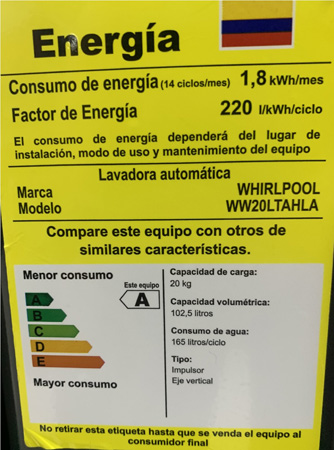 Energía
Consumo de energía (14 ciclos/mes) 1,8 kWh/mes
Factor de Energía 220 l/kWh/ciclo
El consumo de energía dependerá del lugar de
instalación, modo de uso y mantenimiento del equipo
Lavadora automática
Marca WHIRLPOOL
Modelo WW20LTAHLA
Compare este equipo con otros de
similares características.
Menor consumo
Este equipo
A
A
B
C
D
E
Mayor consumo
Capacidad de carga:
20 kg
Capacidad volumétrica:
102,5 litros
Consumo de agua:
165 litros/ciclo
Tipo:
Impulsor
Eje vertical
No retirar esta etiqueta hasta que se venda el equipo al
consumidor final